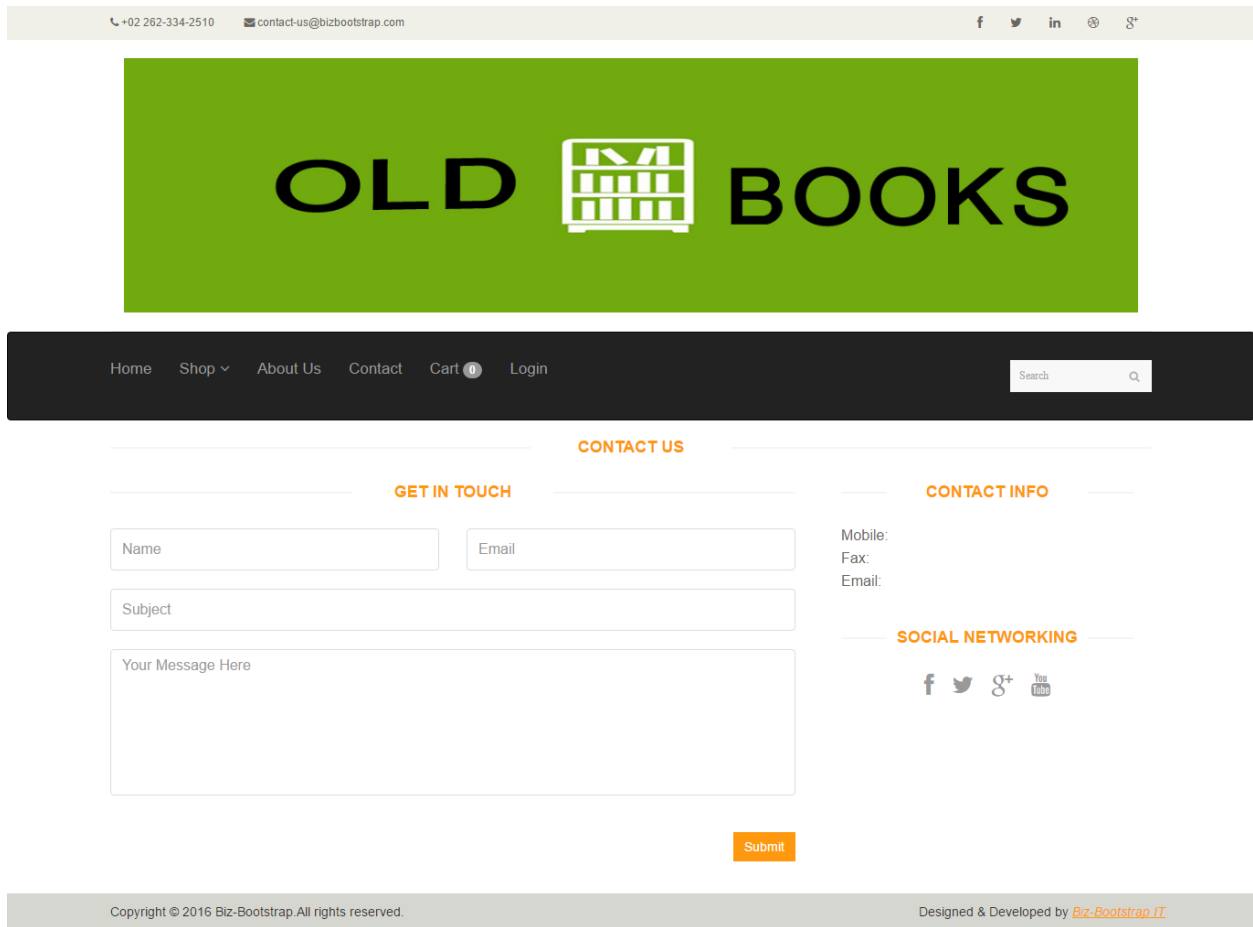 +02 262-334-2510 contact-us@bizbootstrap.com
OLD BOOKS
Home Shop About Us Contact Cart 0 Login Search
CONTACT US
GET IN TOUCH
CONTACT INFO
Name Email
Subject
Your Message Here
Submit
Mobile:
Fax:
Email:
SOCIAL NETWORKING
You
Tube
Copyright © 2016 Biz-Bootstrap.All rights reserved. Designed & Developed by Biz-Bootstrap IT